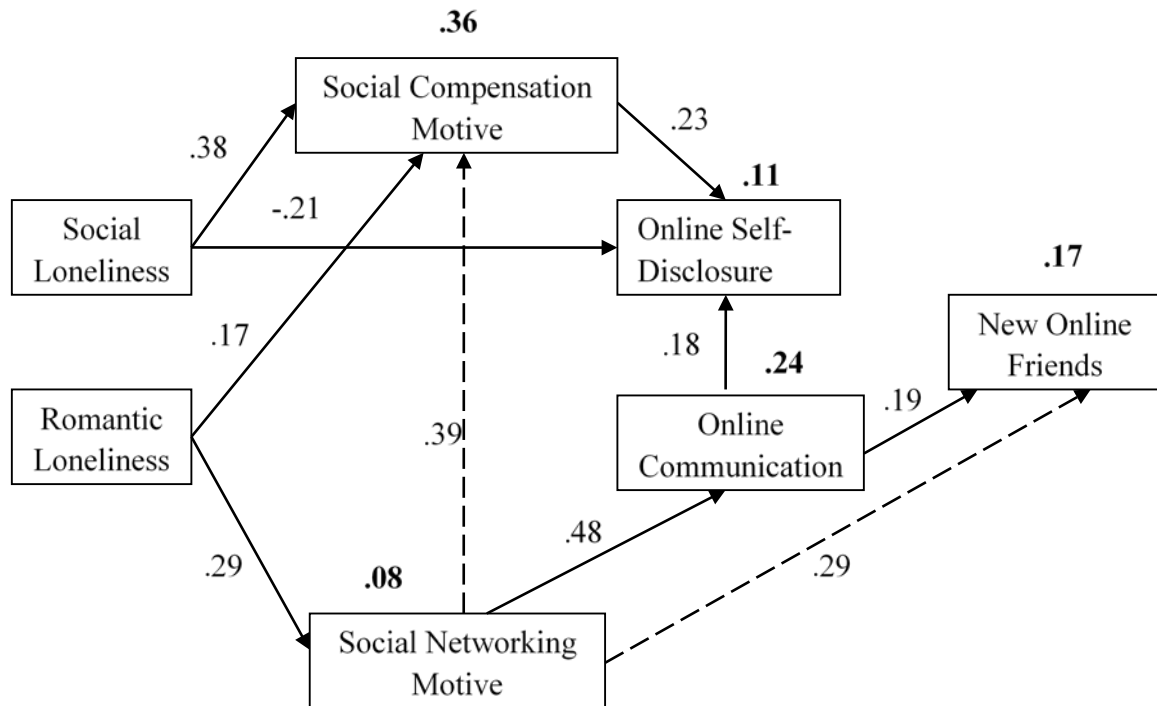 .36
Social Compensation
Motive
.38
.23
.11
-.21
Social
Loneliness
Online Self-
Disclosure
.17
New Online
Friends
.17
.18
.24
.19
Romantic
Loneliness
.39
Online
Communication
.29
.48
.29
.08
Social Networking
Motive